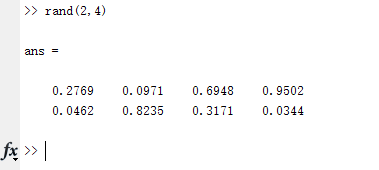 >> rand(2,4)
ans =
0.2769 0.0971 0.6948 0.9502
0.0462 0.8235 0.3171 0.0344
fx >>